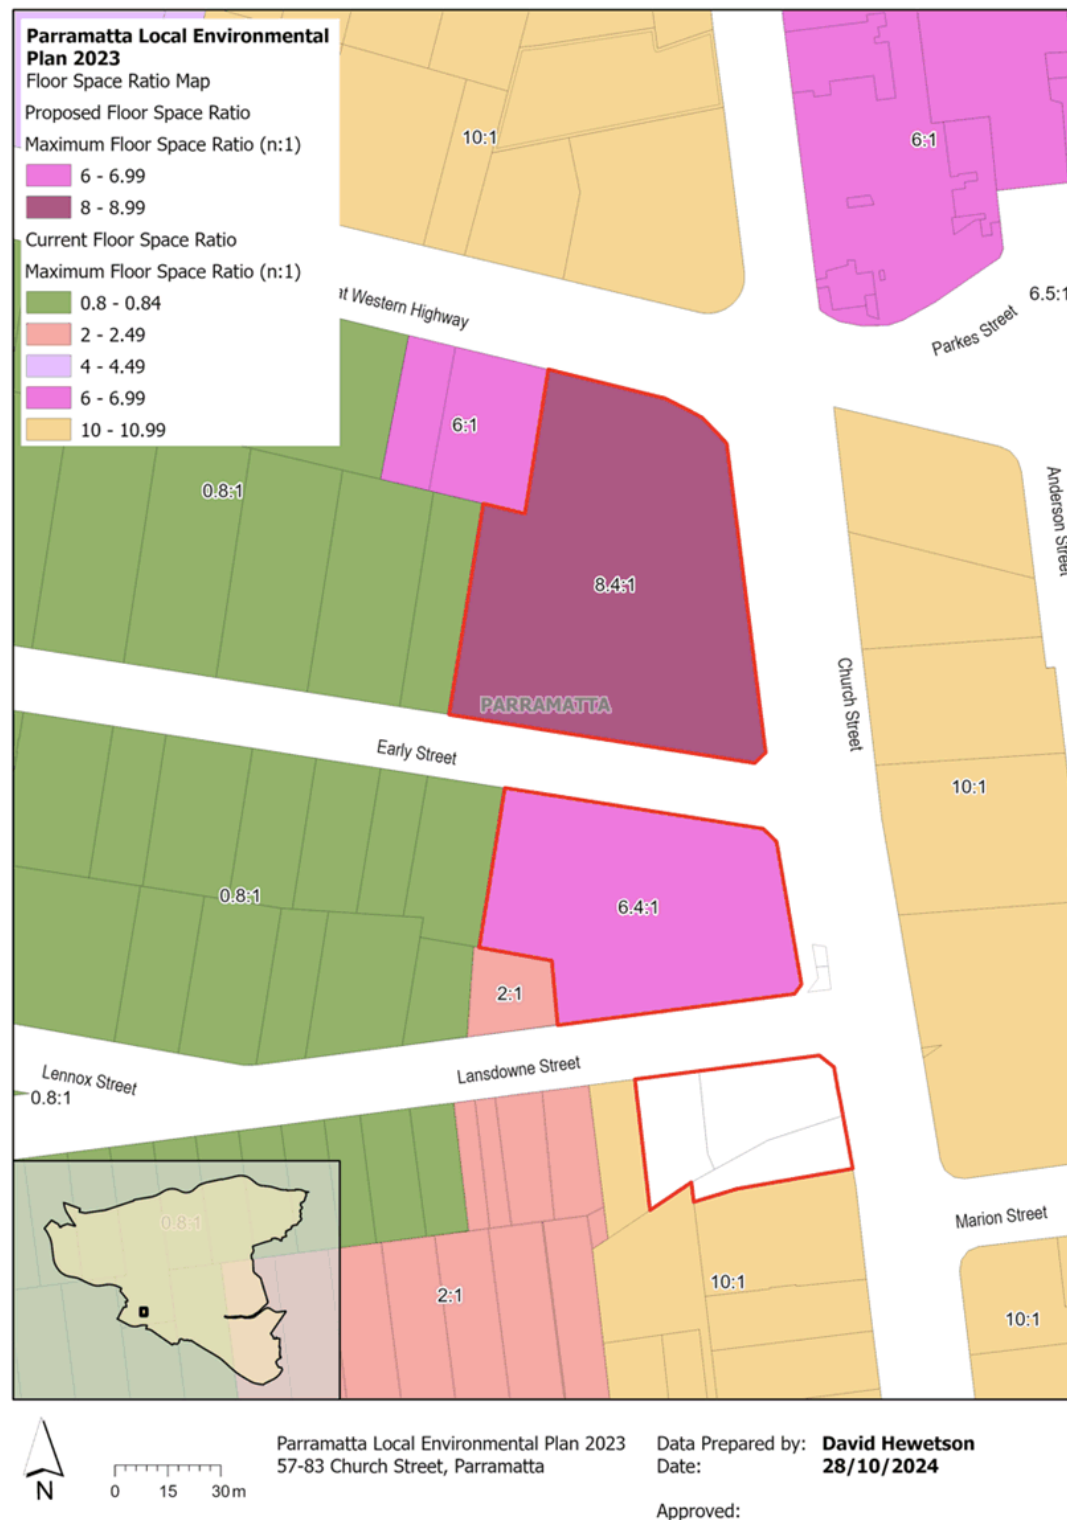 Parramatta Local Environmental
Plan 2023
Floor Space Ratio Map
Proposed Floor Space Ratio
Maximum Floor Space Ratio (n:1)
6 - 6.99
8 - 8.99
Current Floor Space Ratio
Maximum Floor Space Ratio (n:1)
0.8 - 0.84
2 - 2.49
4 - 4.49
6 - 6.99
10 - 10.99
10:1
6:1
Western Highway
6.5:1
Parkes Street
6:1
0.8:1
Anderson Street
8.4:1
PARRAMATTA
Church Street
Early Street
10:1
0.8:1
6.4:1
2:1
Lansdowne Street
Lennox Street
0.8:1
0.8:1
Marion Street
2:1
10:1
10:1
N
0 15 30 m
Parramatta Local Environmental Plan 2023
57-83 Church Street, Parramatta
Data Prepared by: David Hewetson
Date: 28/10/2024
Approved: